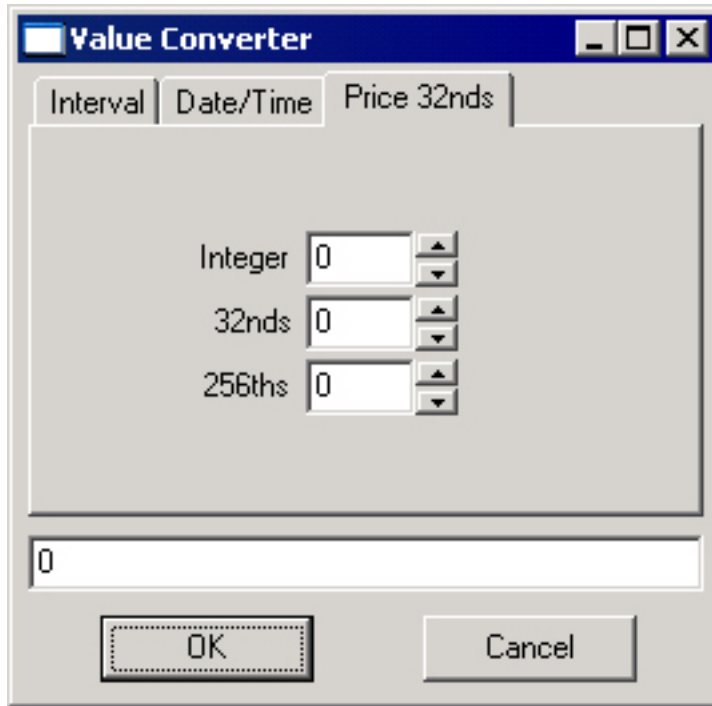 Value Converter
Interval Date/Time Price 32nds
Integer 0
32nds 0
256ths 0
0
OK Cancel